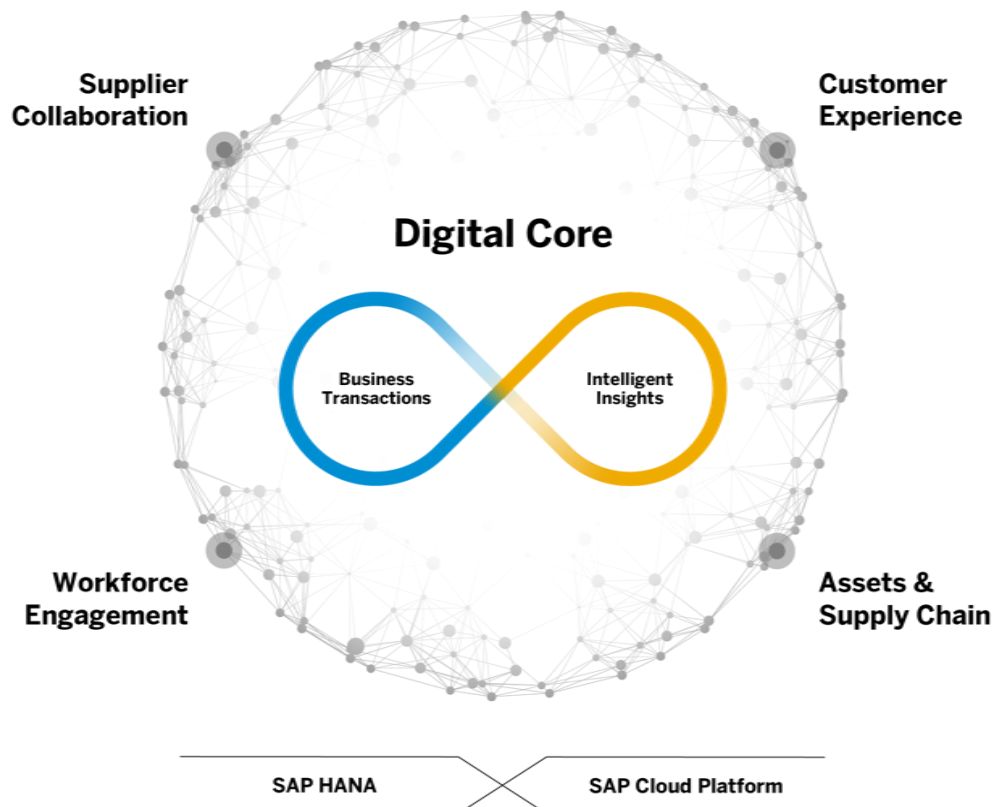 Supplier
Collaboration
Customer
Experience
Digital Core
Business
Transactions
Intelligent
Insights
Workforce
Engagement
Assets &
Supply Chain
SAP HANA
SAP Cloud Platform